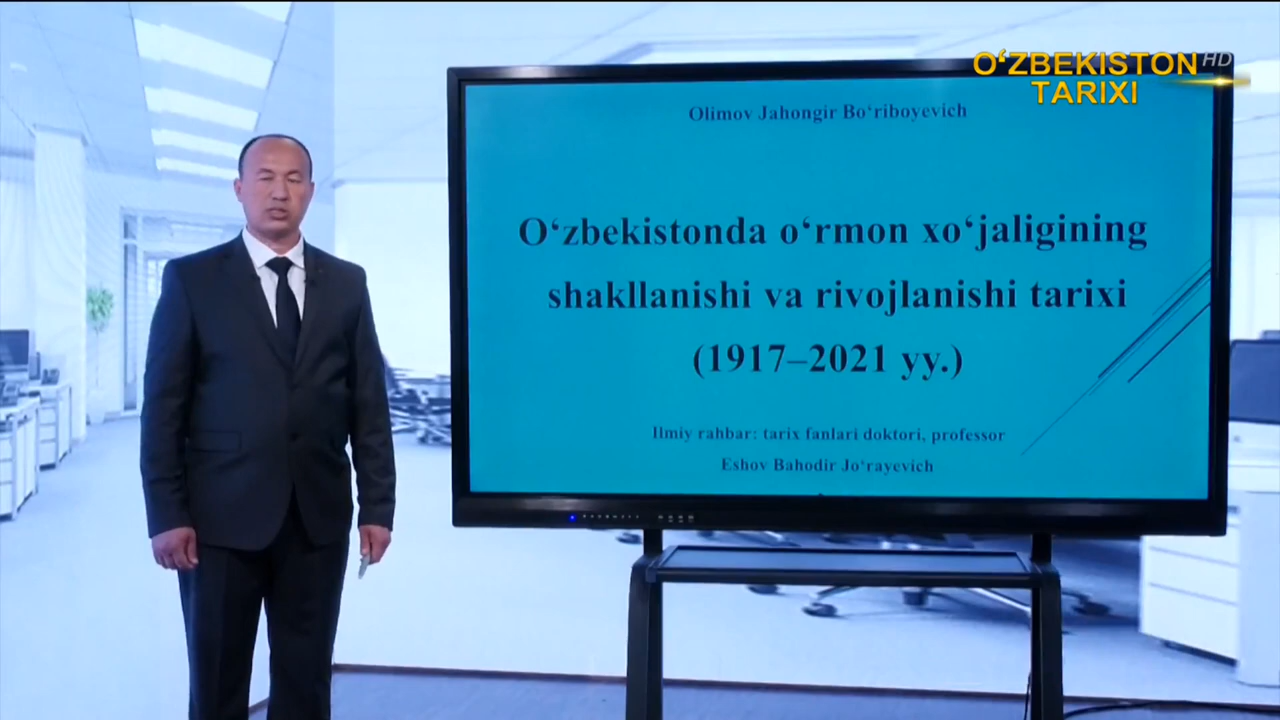 O‘ZBEKISTON HD
TARIXI
Olimov Jahongir Bo‘riboyevich
O‘zbekistonda o‘rmon xo‘jaligining
shakllanishi va rivojlanishi tarixi
(1917–2021 yy.)
Ilmiy rahbar: tarix fanlari doktori, professor
Eshov Bahodir Jo‘rayevich